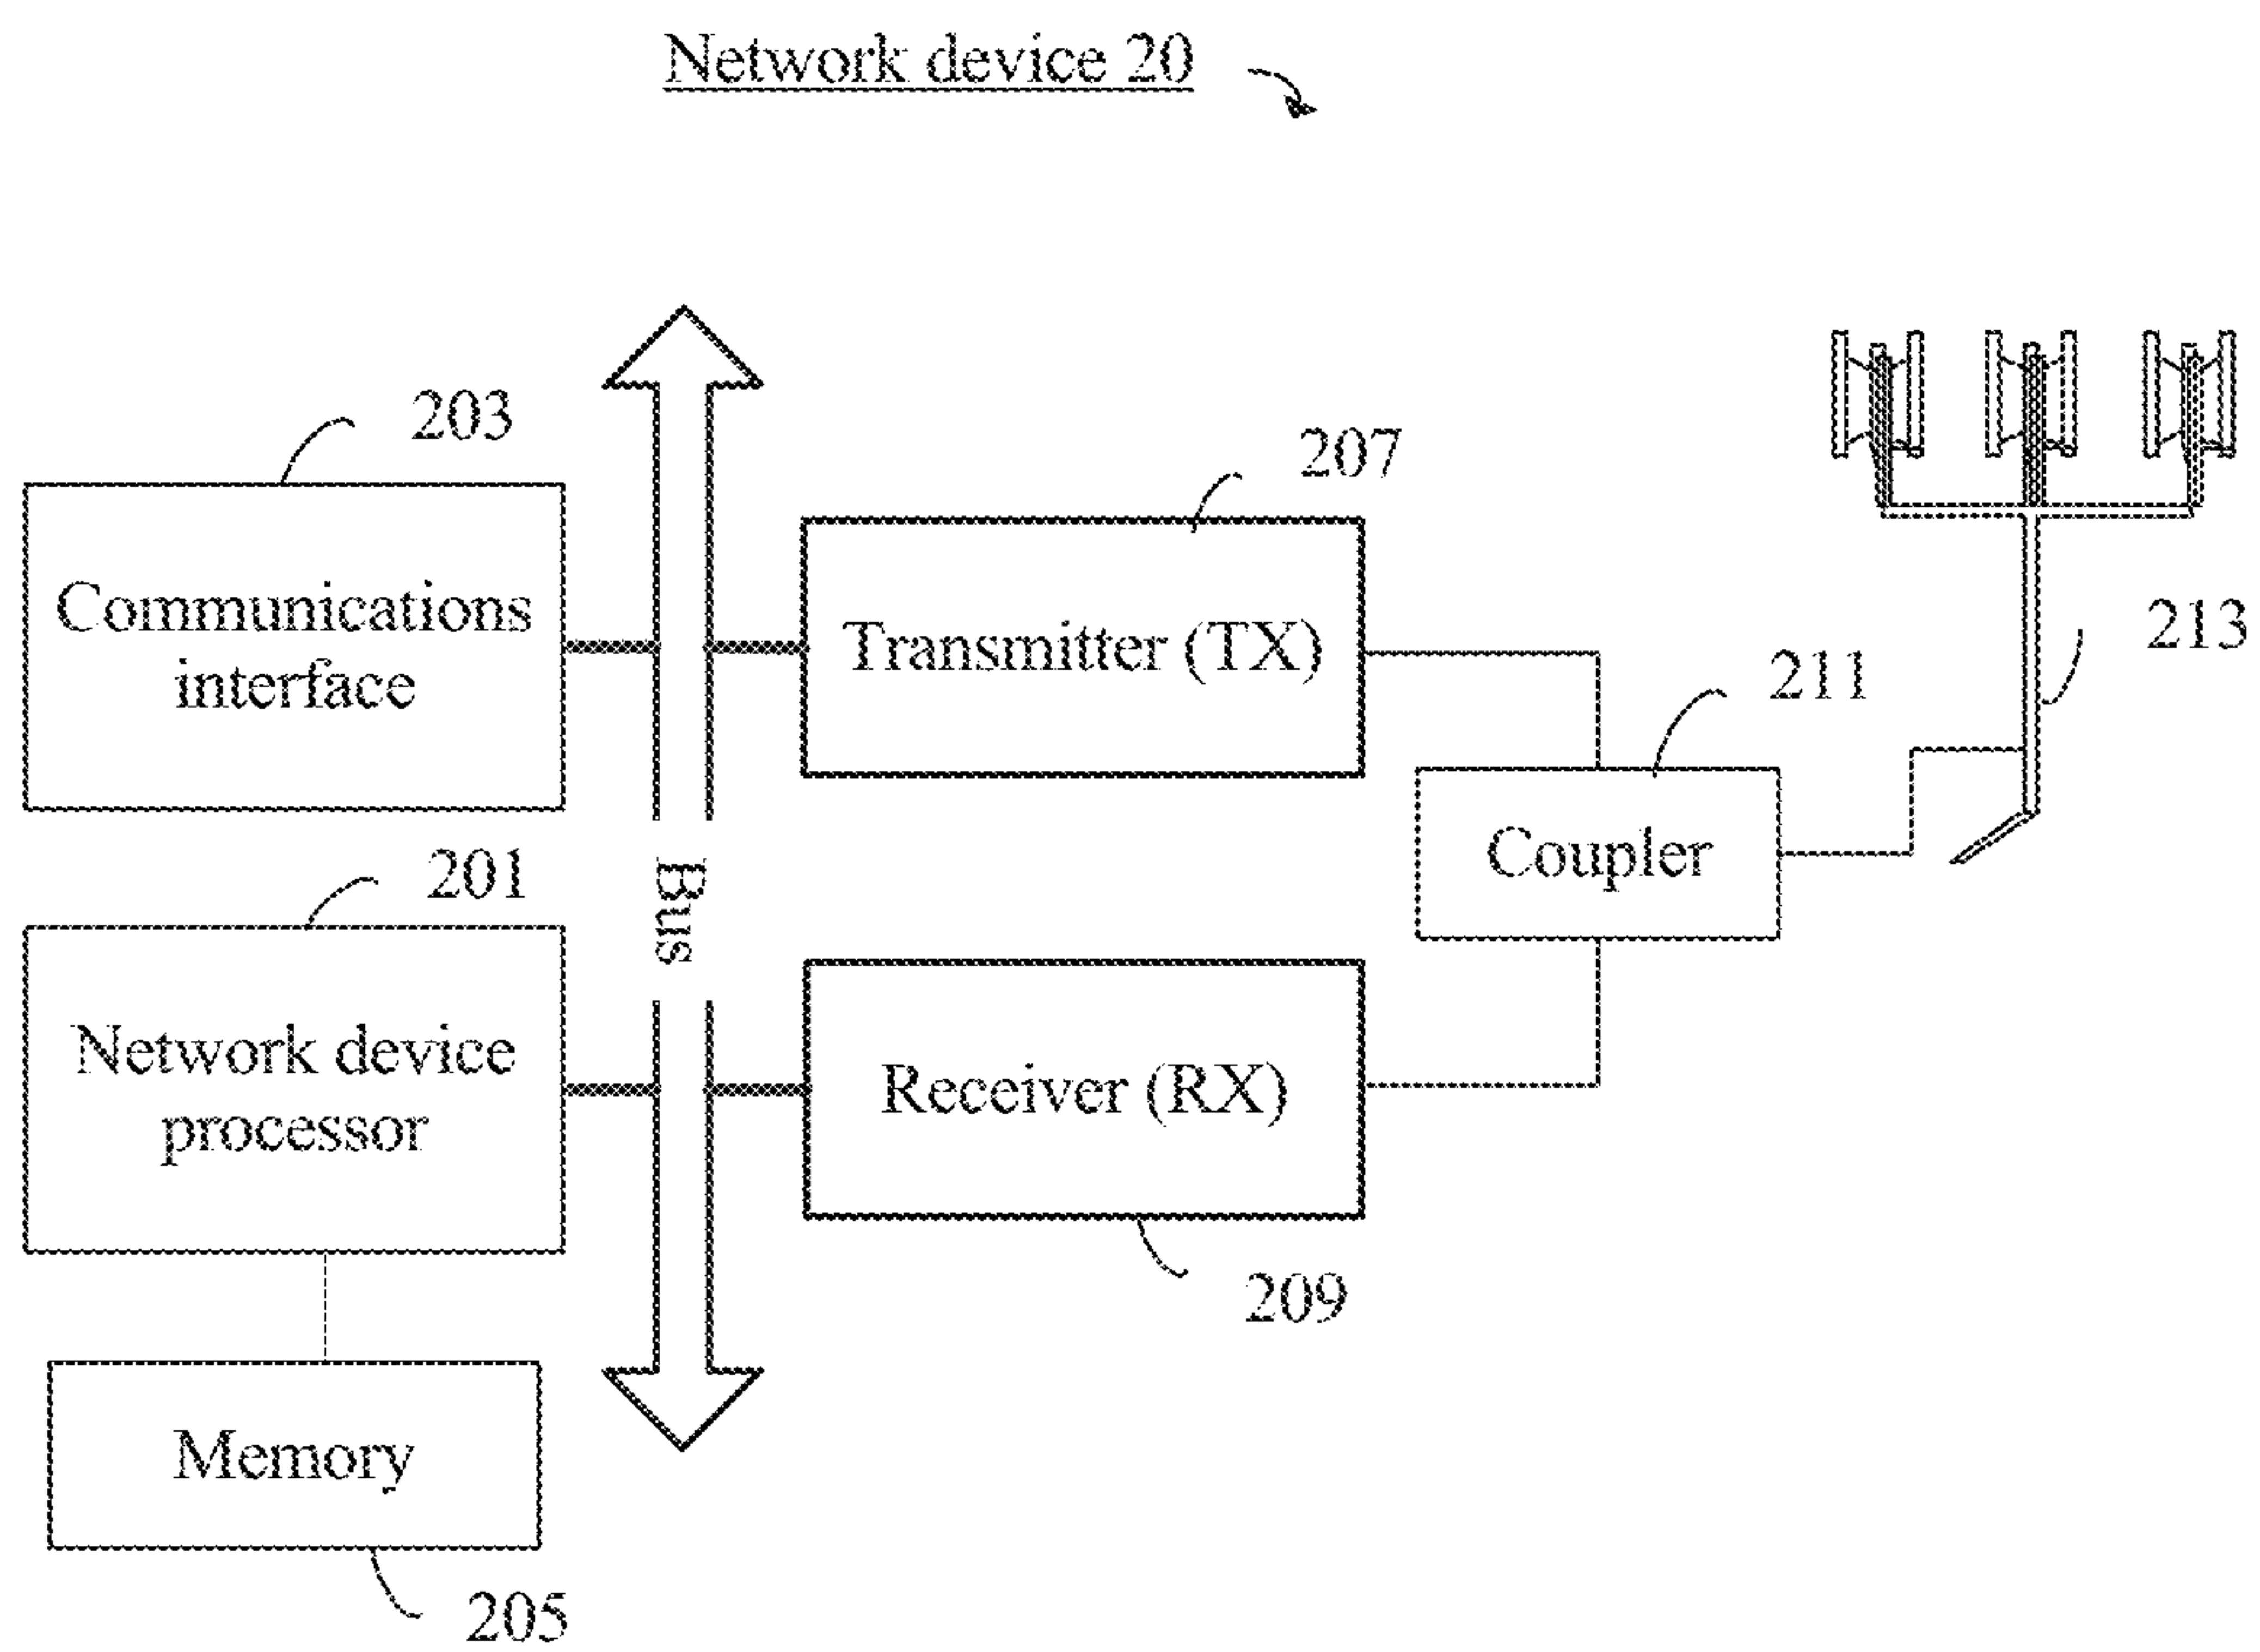 Network device 20
203
207
Communications
interface
Transmitter (TX)
213
211
Coupler
201
Bus
Network device
processor
Receiver (RX)
209
Memory
205